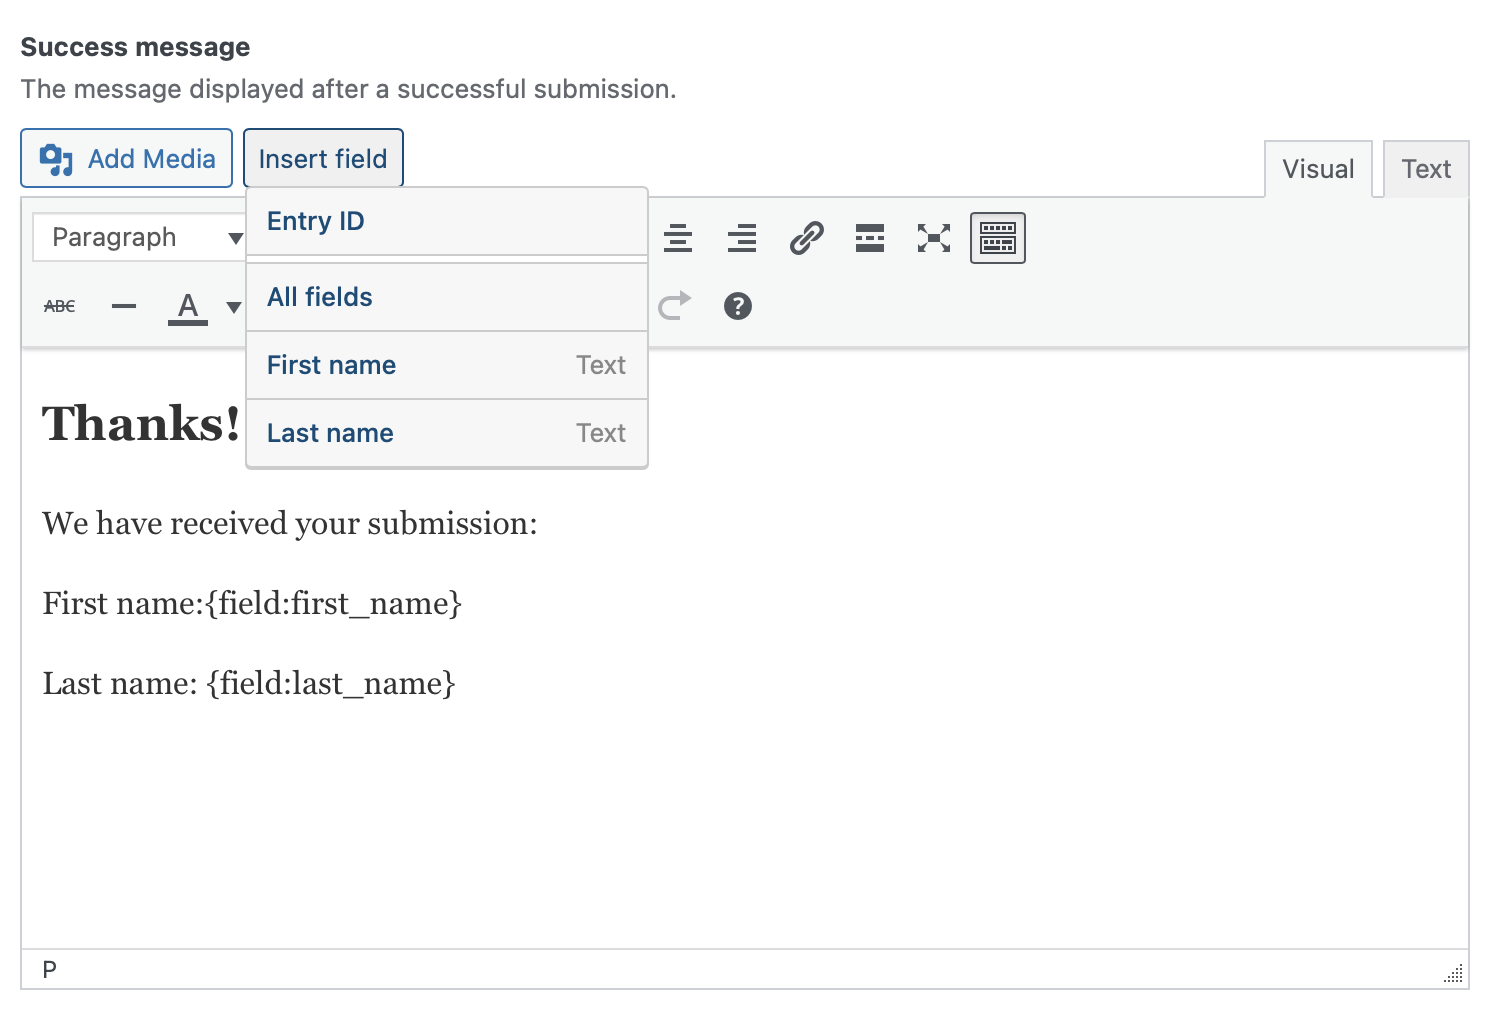 Success message
The message displayed after a successful submission.
Add Media
Insert field
Visual
Text
Paragraph
Entry ID
All fields
ABC
A
?
First name Text
Last name Text
Thanks!
We have received your submission:
First name:{field:first_name}
Last name: {field:last_name}
P